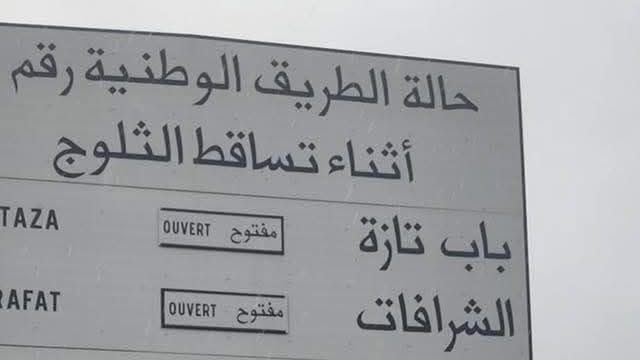 حالة الطريق الوطنية رقم
أثناء تساقط الثلوج
باب تازة مفتوح OUVERT TAZA
الشرافات مفتوح OUVERT RAFAT